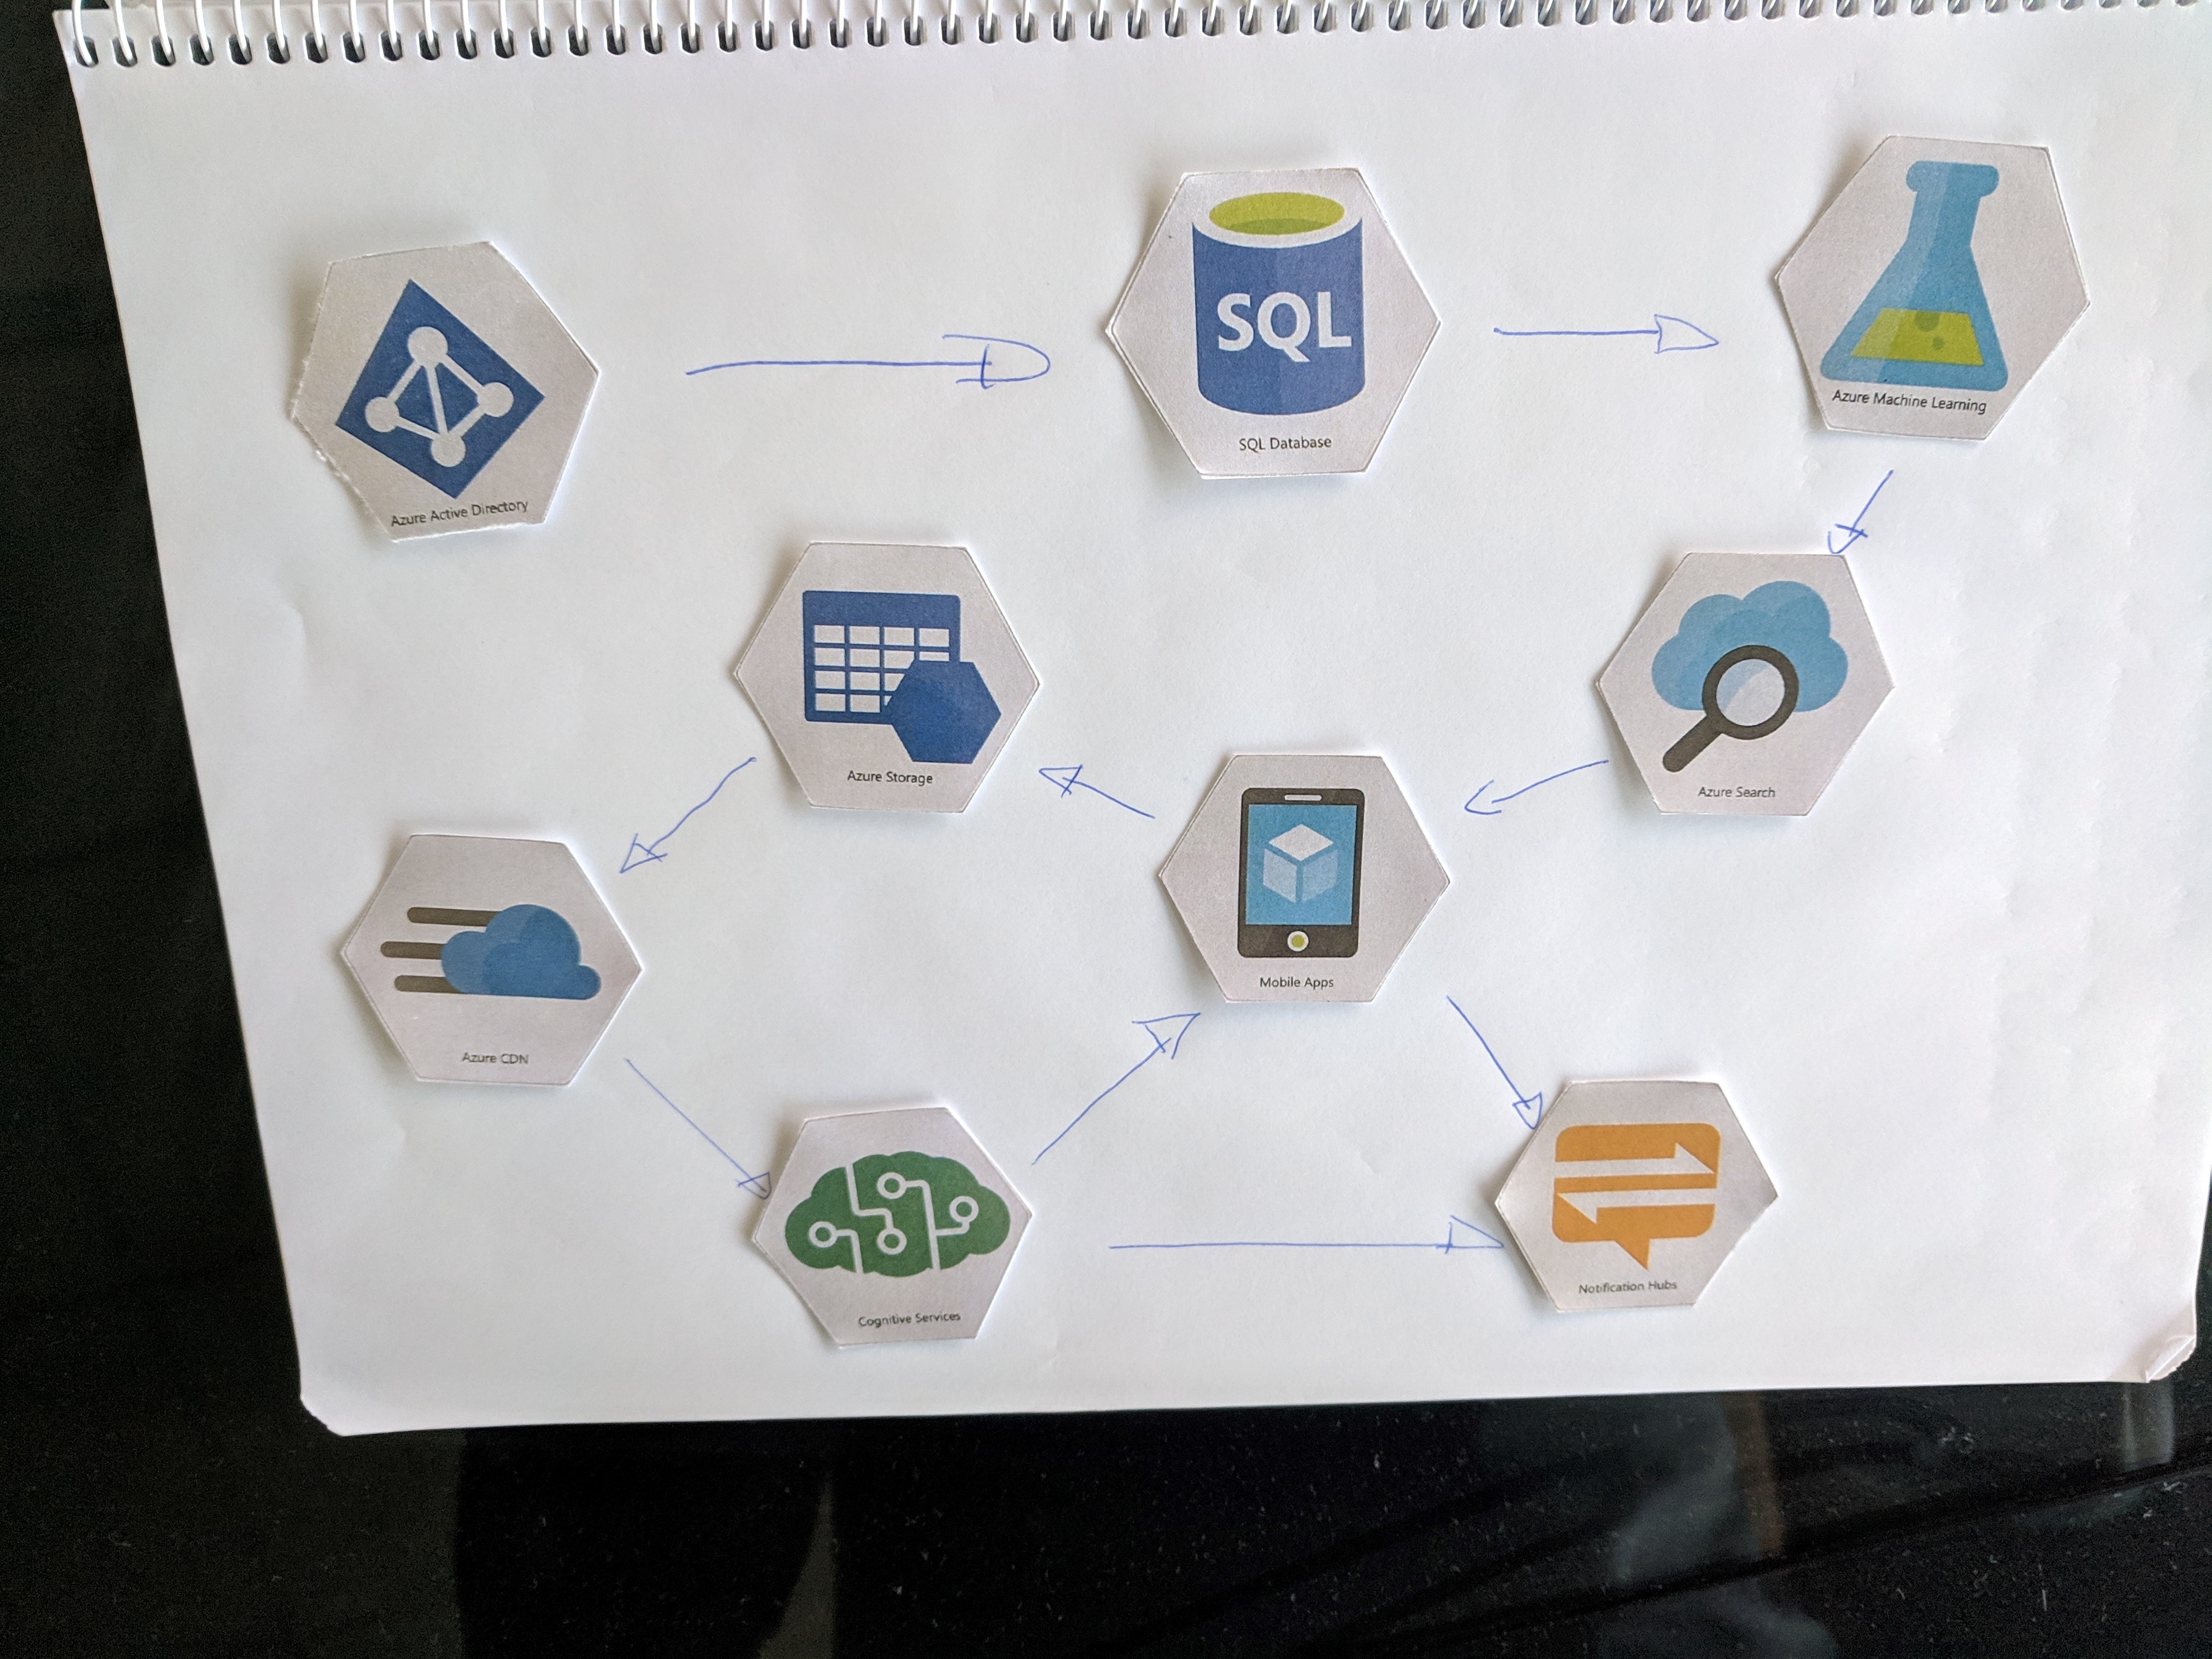 SQL
SQL Database
Azure Machine Learning
Azure Active Directory
Azure Storage
Azure Search
Mobile Apps
Azure CDN
Notification Hubs
Cognitive Services